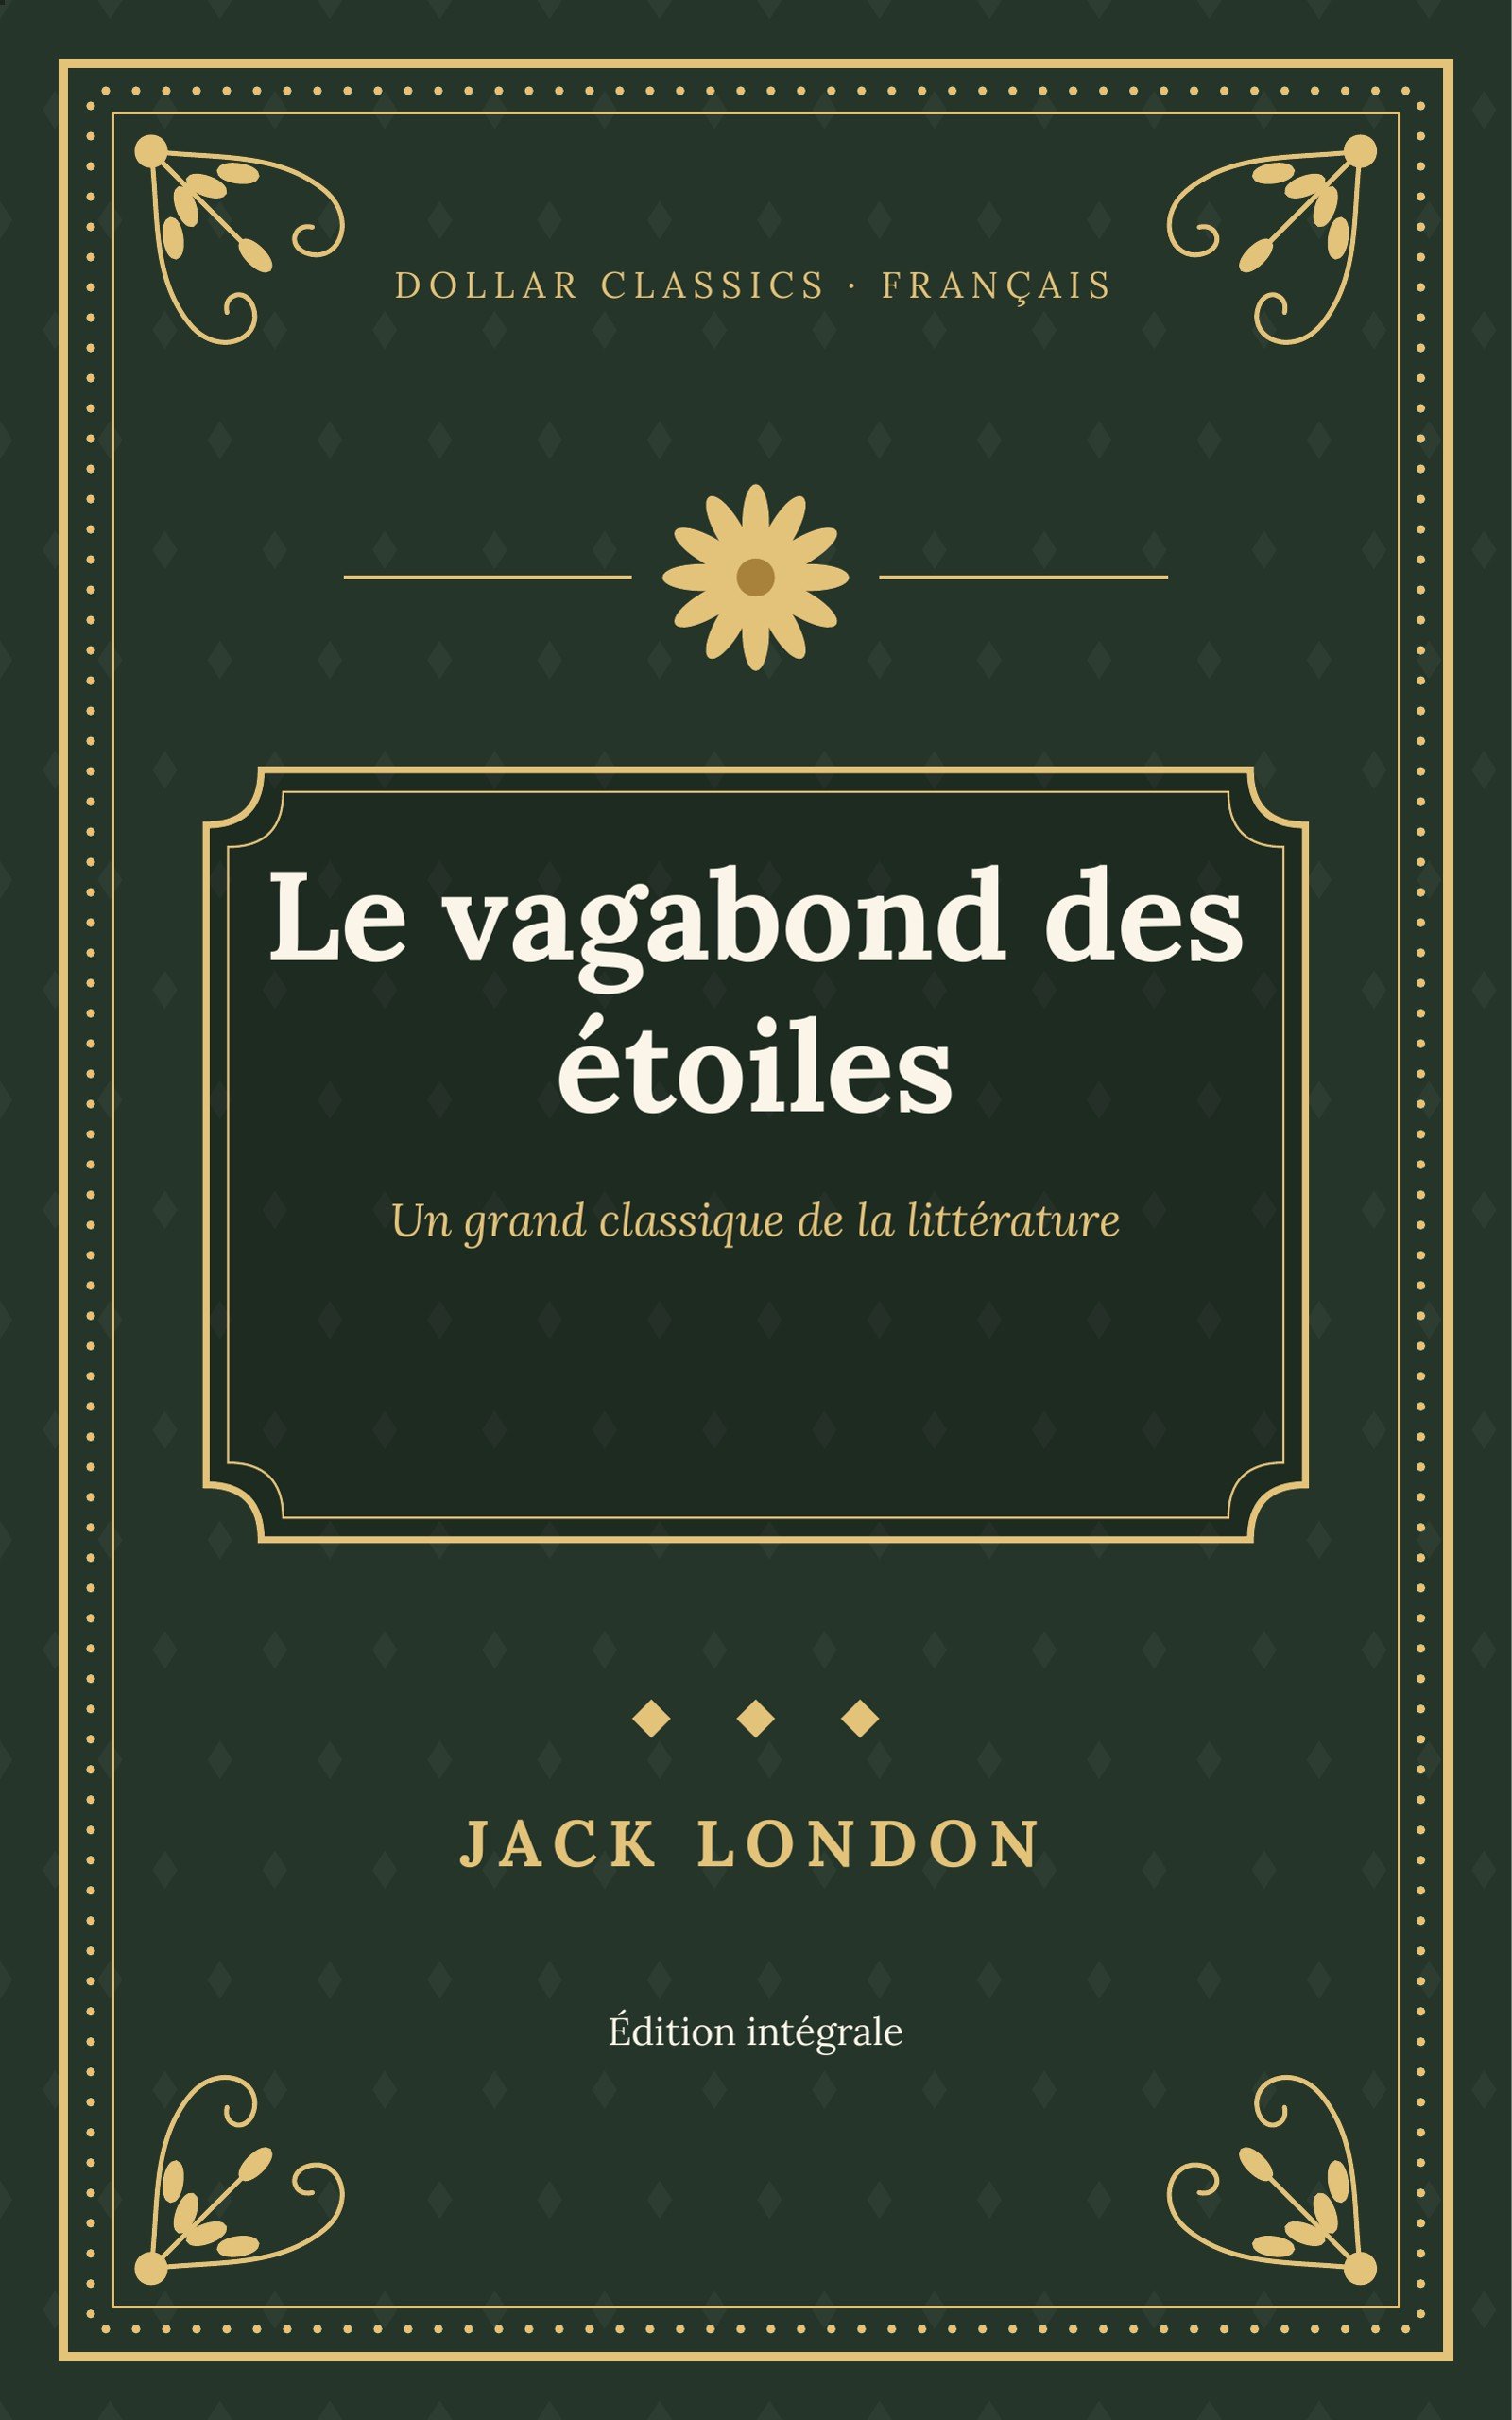 DOLLAR CLASSICS · FRANÇAIS
Le vagabond des
étoiles
Un grand classique de la littérature
JACK LONDON
Édition intégrale